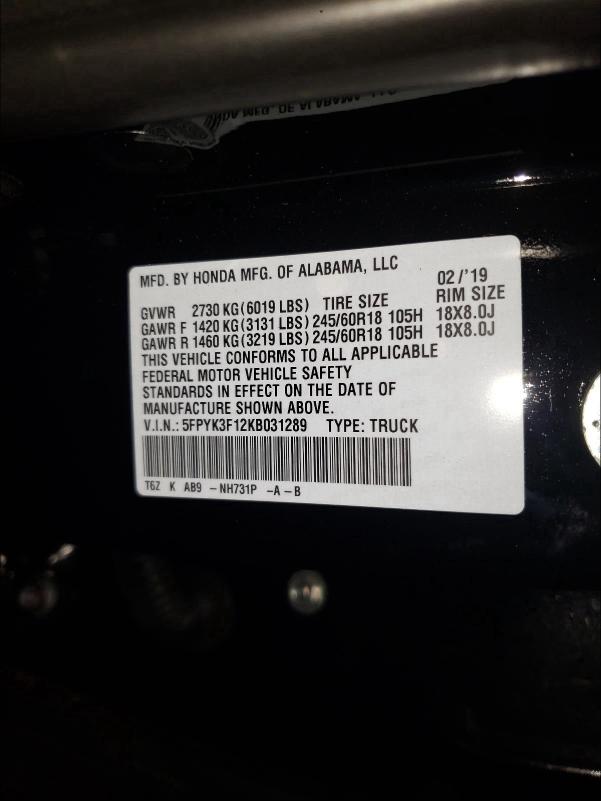 MFD. BY HONDA MFG. OF ALABAMA, LLC 02/'19
GVWR 2730 KG(6019 LBS) TIRE SIZE RIM SIZE
GAWR F 1420 KG(3131 LBS) 245/60R18 105H 18X8.0J
GAWR R 1460 KG(3219 LBS) 245/60R18 105H 18X8.0J
THIS VEHICLE CONFORMS TO ALL APPLICABLE
FEDERAL MOTOR VEHICLE SAFETY
STANDARDS IN EFFECT ON THE DATE OF
MANUFACTURE SHOWN ABOVE.
V.I.N.: 5FPYK3F12KB031289 TYPE: TRUCK
T6Z K AB9 -NH731P -A-B